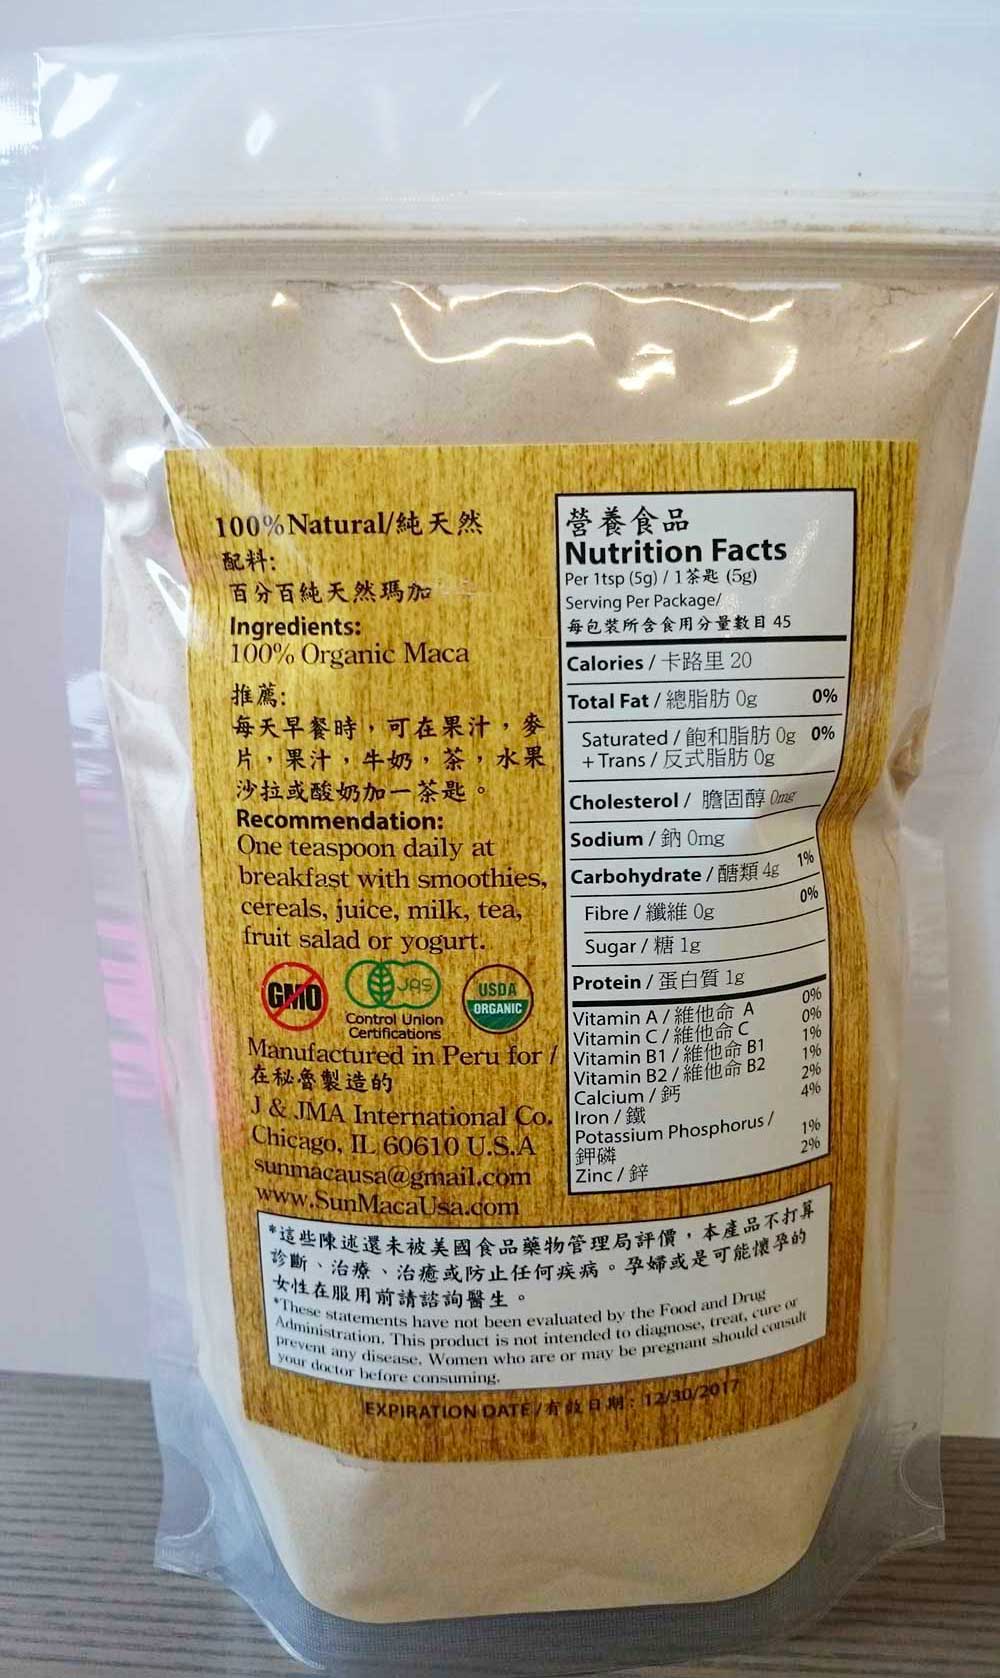 100% Natural/純天然
配料:
百分百純天然瑪加
Ingredients:
100% Organic Maca
推薦:
每天早餐時，可在果汁，麥
片，果汁，牛奶，茶，水果
沙拉或酸奶加一茶匙。
Recommendation:
One teaspoon daily at
breakfast with smoothies,
cereals, juice, milk, tea,
fruit salad or yogurt.
GMO
JAS
Control Union
Certifications
USDA
ORGANIC
Manufactured in Peru for /
在秘魯製造的
J & JMA International Co.
Chicago, IL 60610 U.S.A
sunmacausa@gmail.com
www.SunMacaUsa.com
營養食品
Nutrition Facts
Per 1tsp (5g) / 1茶匙 (5g)
Serving Per Package/
每包裝所含食用分量數目 45
Calories / 卡路里 20
Total Fat / 總脂肪 0g 0%
Saturated / 飽和脂肪 0g 0%
+ Trans / 反式脂肪 0g
Cholesterol / 膽固醇 0mg
Sodium / 鈉 0mg
Carbohydrate / 醣類 4g 1%
Fibre / 纖維 0g 0%
Sugar / 糖 1g
Protein / 蛋白質 1g
Vitamin A / 維他命 A 0%
Vitamin C / 維他命 C 0%
Vitamin B1 / 維他命 B1 1%
Vitamin B2 / 維他命 B2 1%
Calcium / 鈣 2%
Iron / 鐵 4%
Potassium Phosphorus /
鉀磷 1%
Zinc / 鋅 2%
*這些陳述還未被美國食品藥物管理局評價，本產品不打算
診斷、治療、治癒或防止任何疾病。孕婦或是可能懷孕的
女性在服用前請諮詢醫生。
*These statements have not been evaluated by the Food and Drug
Administration. This product is not intended to diagnose, treat, cure or
prevent any disease. Women who are or may be pregnant should consult
your doctor before consuming.
EXPIRATION DATE/有效日期: 12/30/2017